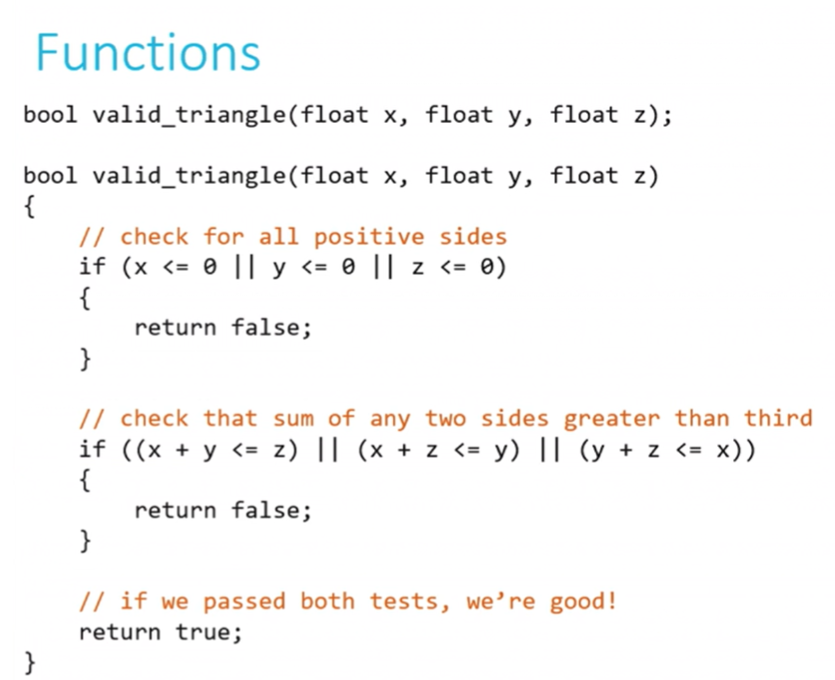 Functions
bool valid_triangle(float x, float y, float z);
bool valid_triangle(float x, float y, float z)
{
// check for all positive sides
if (x <= 0 || y <= 0 || z <= 0)
{
return false;
}
// check that sum of any two sides greater than third
if ((x + y <= z) || (x + z <= y) || (y + z <= x))
{
return false;
}
// if we passed both tests, we’re good!
return true;
}